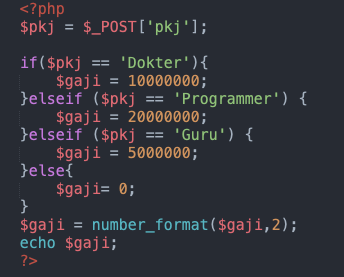 <?php
$pkj = $_POST['pkj'];

if($pkj == 'Dokter'){
    $gaji = 10000000;
}elseif ($pkj == 'Programmer') {
    $gaji = 20000000;
}elseif ($pkj == 'Guru') {
    $gaji = 5000000;
}else{
    $gaji= 0;
}
$gaji = number_format($gaji,2);
echo $gaji;
?>